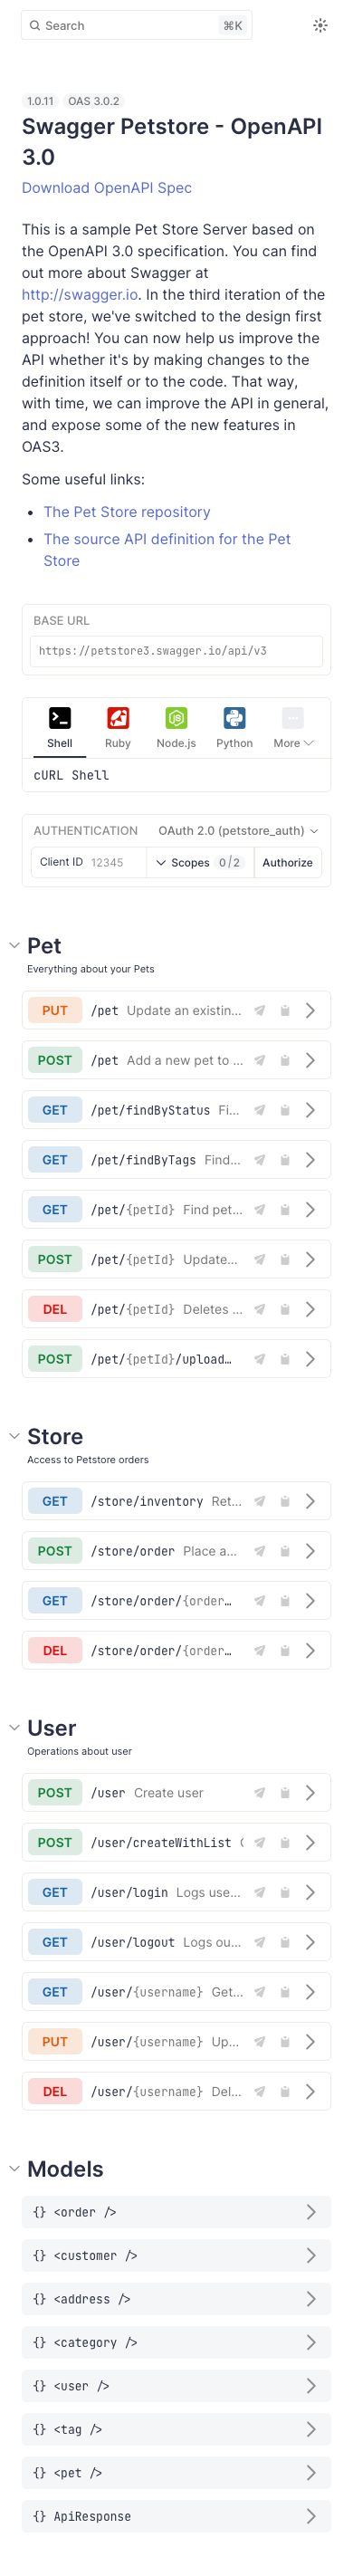 Search ⌘K
1.0.11 OAS 3.0.2
Swagger Petstore - OpenAPI
3.0
Download OpenAPI Spec
This is a sample Pet Store Server based on
the OpenAPI 3.0 specification. You can find
out more about Swagger at
http://swagger.io. In the third iteration of the
pet store, we've switched to the design first
approach! You can now help us improve the
API whether it's by making changes to the
definition itself or to the code. That way,
with time, we can improve the API in general,
and expose some of the new features in
OAS3.
Some useful links:
• The Pet Store repository
• The source API definition for the Pet
Store
BASE URL
https://petstore3.swagger.io/api/v3
Shell Ruby Node.js Python More
cURL Shell
AUTHENTICATION OAuth 2.0 (petstore_auth)
Client ID 12345 Scopes 0/2 Authorize
Pet
Everything about your Pets
PUT /pet Update an existin…
POST /pet Add a new pet to …
GET /pet/findByStatus Fi…
GET /pet/findByTags Find…
GET /pet/{petId} Find pet…
POST /pet/{petId} Update…
DEL /pet/{petId} Deletes …
POST /pet/{petId}/upload…
Store
Access to Petstore orders
GET /store/inventory Ret…
POST /store/order Place a…
GET /store/order/{order…
DEL /store/order/{order…
User
Operations about user
POST /user Create user
POST /user/createWithList
GET /user/login Logs use…
GET /user/logout Logs ou…
GET /user/{username} Get…
PUT /user/{username} Up…
DEL /user/{username} Del…
Models
{} <order />
{} <customer />
{} <address />
{} <category />
{} <user />
{} <tag />
{} <pet />
{} ApiResponse